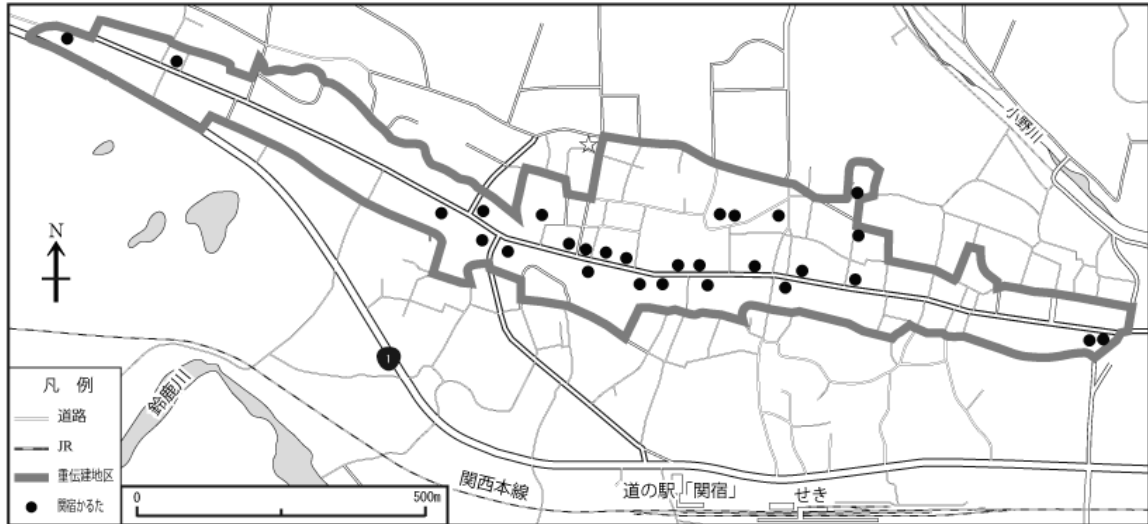 小野川
N
1
凡 例
道路
JR
重伝建地区
関宿かるた
鈴鹿川
0 500m
関西本線
道の駅「関宿」
せき